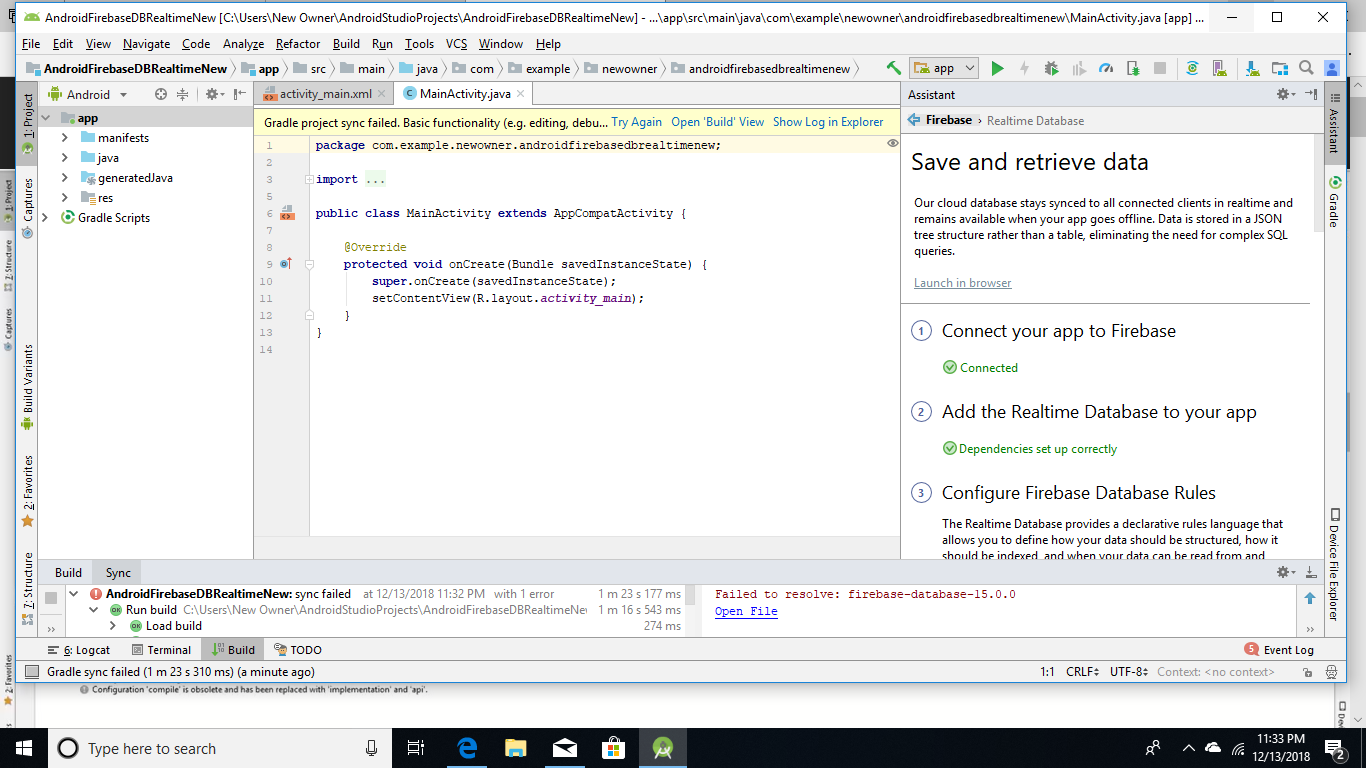 AndroidFirebaseDBRealtimeNew [C:\Users\New Owner\AndroidStudioProjects\AndroidFirebaseDBRealtimeNew] - ...\app\src\main\java\com\example\newowner\androidfirebasedbrealtimenew\MainActivity.java [app] ...
File Edit View Navigate Code Analyze Refactor Build Run Tools VCS Window Help
AndroidFirebaseDBRealtimeNew app src main java com example newowner androidfirebasedbrealtimenew app
1: Project
Captures
Build Variants
2: Favorites
7: Structure
Android
app
manifests
java
generatedJava
res
Gradle Scripts
activity_main.xml MainActivity.java
Gradle project sync failed. Basic functionality (e.g. editing, debu... Try Again Open 'Build' View Show Log in Explorer
1 package com.example.newowner.androidfirebasedbrealtimenew;
2
3 import ...
5
6 public class MainActivity extends AppCompatActivity {
7
8 @Override
9 protected void onCreate(Bundle savedInstanceState) {
10 super.onCreate(savedInstanceState);
11 setContentView(R.layout.activity_main);
12 }
13 }
14
Assistant
Firebase › Realtime Database
Save and retrieve data
Our cloud database stays synced to all connected clients in realtime and
remains available when your app goes offline. Data is stored in a JSON
tree structure rather than a table, eliminating the need for complex SQL
queries.
Launch in browser
1 Connect your app to Firebase
Connected
2 Add the Realtime Database to your app
Dependencies set up correctly
3 Configure Firebase Database Rules
The Realtime Database provides a declarative rules language that
allows you to define how your data should be structured, how it
should be indexed, and when your data can be read from and
Assistant
Gradle
Device File Explorer
Build Sync
AndroidFirebaseDBRealtimeNew: sync failed at 12/13/2018 11:32 PM with 1 error 1 m 23 s 177 ms
Run build C:\Users\New Owner\AndroidStudioProjects\AndroidFirebaseDBRealtimeNe 1 m 16 s 543 ms
OK Load build 274 ms
Failed to resolve: firebase-database-15.0.0
Open File
6: Logcat Terminal Build TODO 5 Event Log
Gradle sync failed (1 m 23 s 310 ms) (a minute ago) 1:1 CRLF UTF-8 Context: <no context>
Configuration 'compile' is obsolete and has been replaced with 'implementation' and 'api'.
1: Project
7: Structure
Captures
2: Favorites
Type here to search
11:33 PM
12/13/2018
2